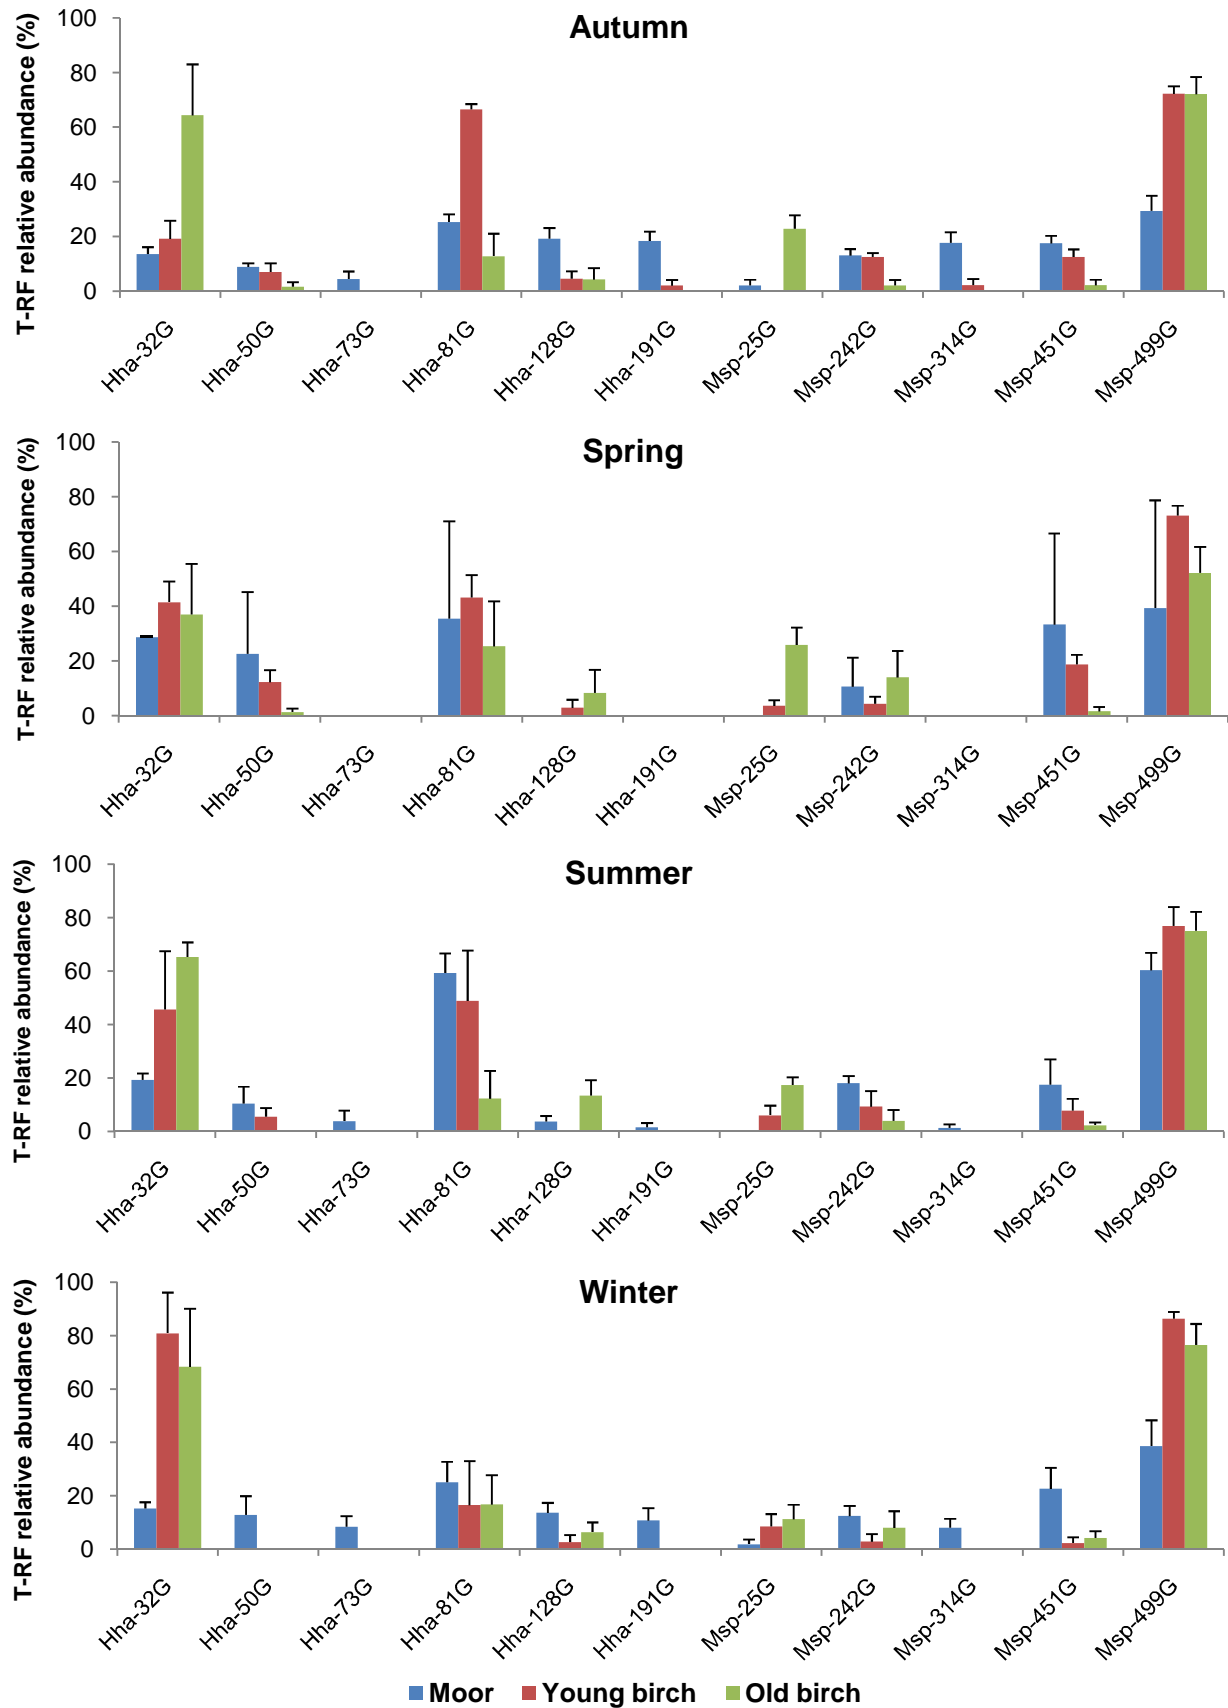 Autumn
T-RF relative abundance (%)
100
80
60
40
20
0
Hha-32G
Hha-50G
Hha-73G
Hha-81G
Hha-128G
Hha-191G
Msp-25G
Msp-242G
Msp-314G
Msp-451G
Msp-499G
Spring
T-RF relative abundance (%)
100
80
60
40
20
0
Hha-32G
Hha-50G
Hha-73G
Hha-81G
Hha-128G
Hha-191G
Msp-25G
Msp-242G
Msp-314G
Msp-451G
Msp-499G
Summer
T-RF relative abundance (%)
100
80
60
40
20
0
Hha-32G
Hha-50G
Hha-73G
Hha-81G
Hha-128G
Hha-191G
Msp-25G
Msp-242G
Msp-314G
Msp-451G
Msp-499G
Winter
T-RF relative abundance (%)
100
80
60
40
20
0
Hha-32G
Hha-50G
Hha-73G
Hha-81G
Hha-128G
Hha-191G
Msp-25G
Msp-242G
Msp-314G
Msp-451G
Msp-499G
Moor Young birch Old birch